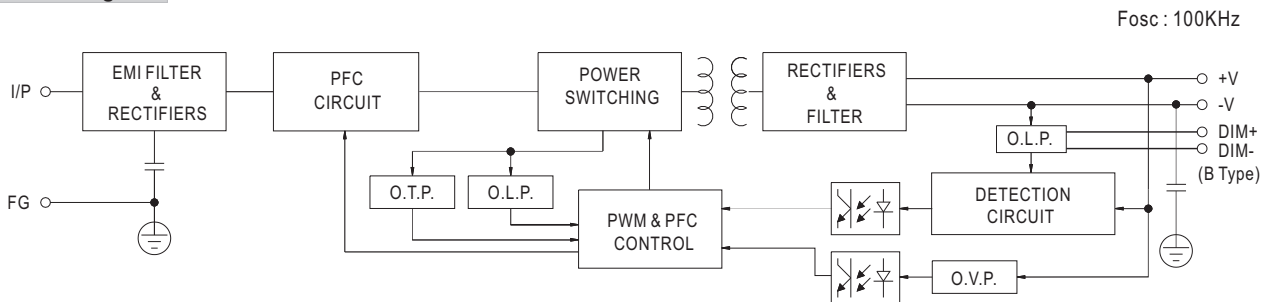 Fosc : 100KHz
I/P
EMI FILTER
&
RECTIFIERS
PFC
CIRCUIT
POWER
SWITCHING
RECTIFIERS
&
FILTER
+V
-V
DIM+
DIM-
(B Type)
O.L.P.
O.T.P.
O.L.P.
FG
PWM & PFC
CONTROL
DETECTION
CIRCUIT
O.V.P.